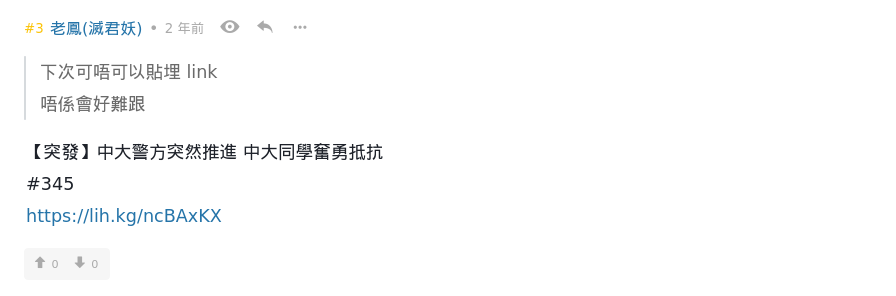 #3 老鳳(滅君妖) • 2 年前
下次可唔可以貼埋 link
唔係會好難跟
【突發】中大警方突然推進 中大同學奮勇抵抗
#345
https://lih.kg/ncBAxKX
0 0